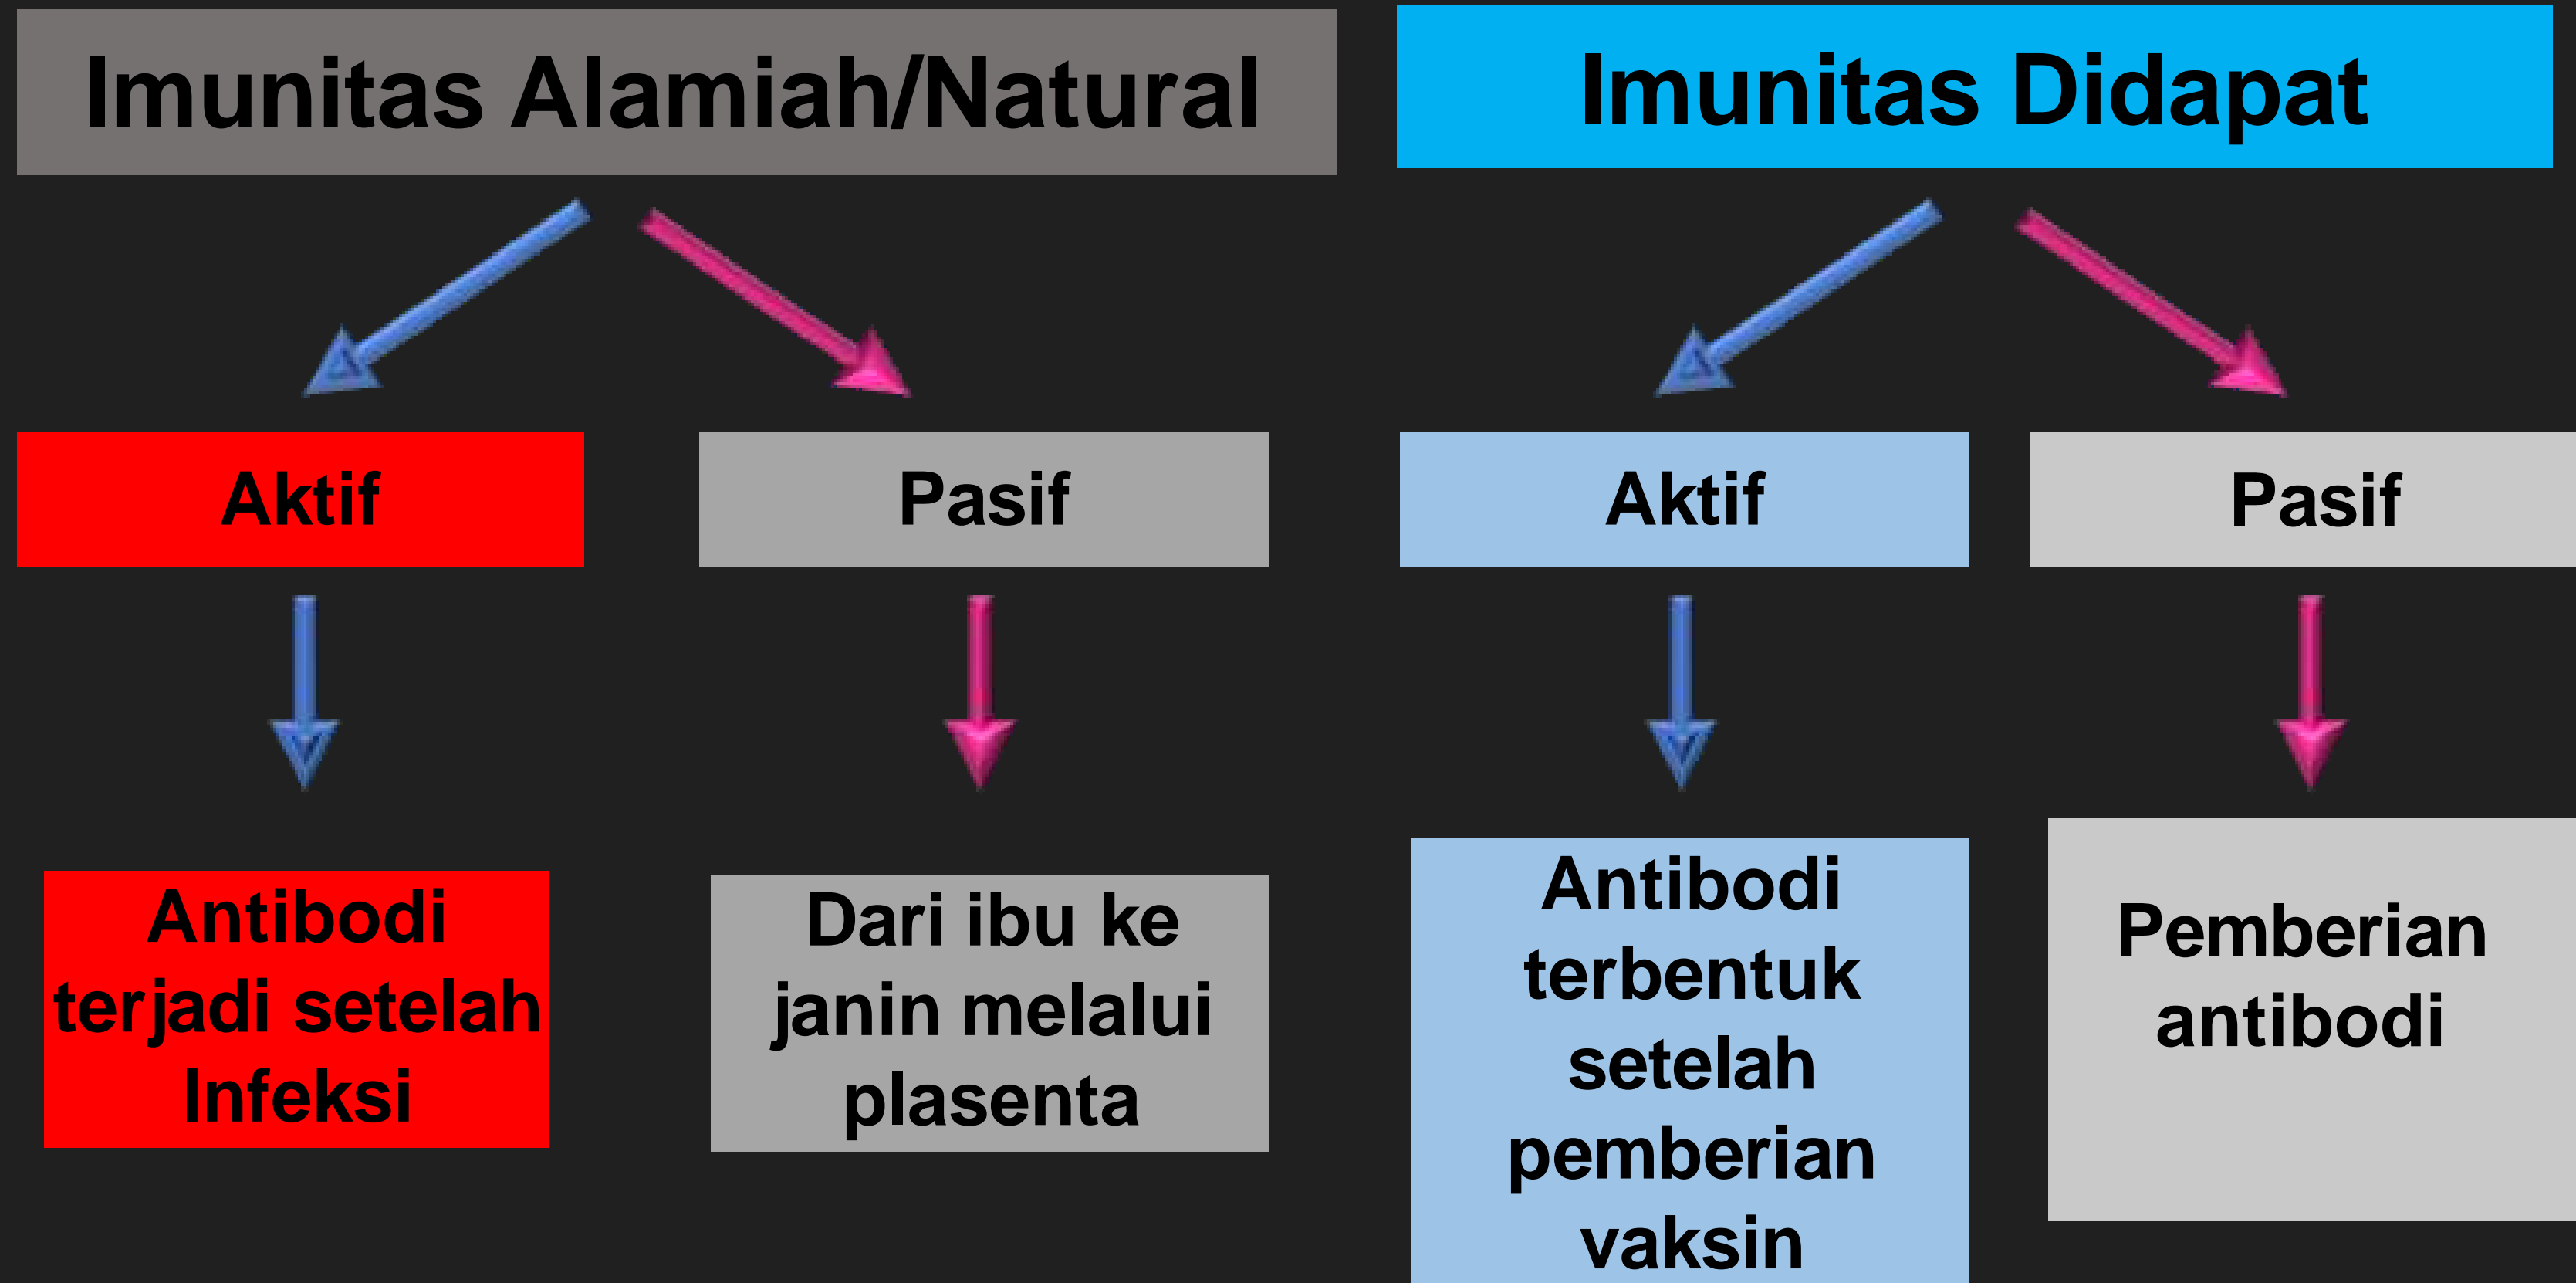 Imunitas Alamiah/Natural
Imunitas Didapat
Aktif
Pasif
Aktif
Pasif
Antibodi
terjadi setelah
Infeksi
Dari ibu ke
janin melalui
plasenta
Antibodi
terbentuk
setelah
pemberian
vaksin
Pemberian
antibodi